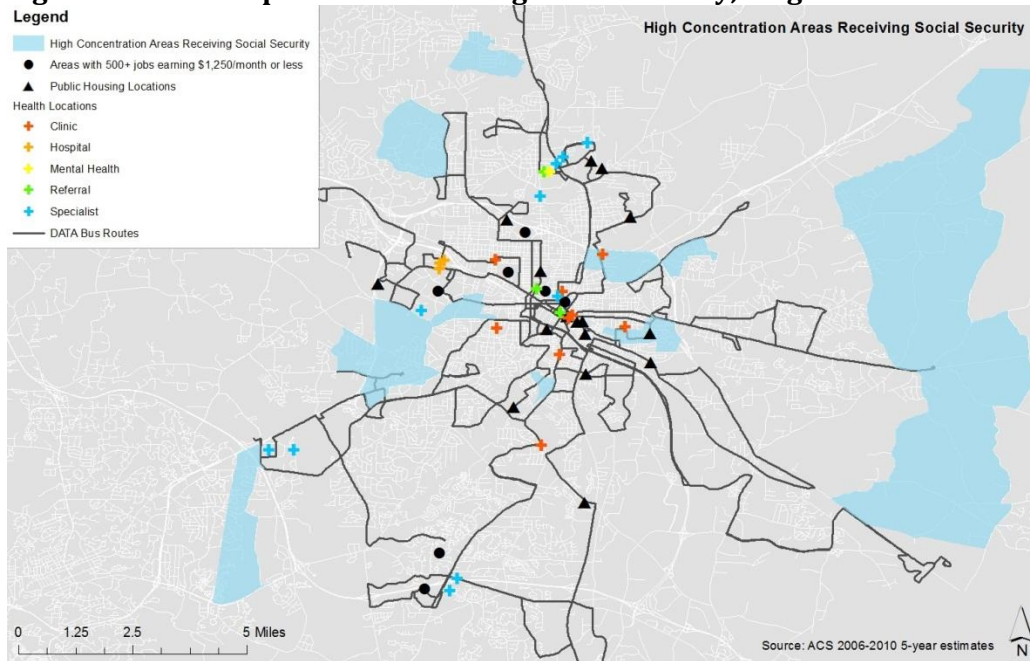 Legend
High Concentration Areas Receiving Social Security
Areas with 500+ jobs earning $1,250/month or less
Public Housing Locations
Health Locations
Clinic
Hospital
Mental Health
Referral
Specialist
DATA Bus Routes
High Concentration Areas Receiving Social Security
0 1.25 2.5 5 Miles
Source: ACS 2006-2010 5-year estimates
N